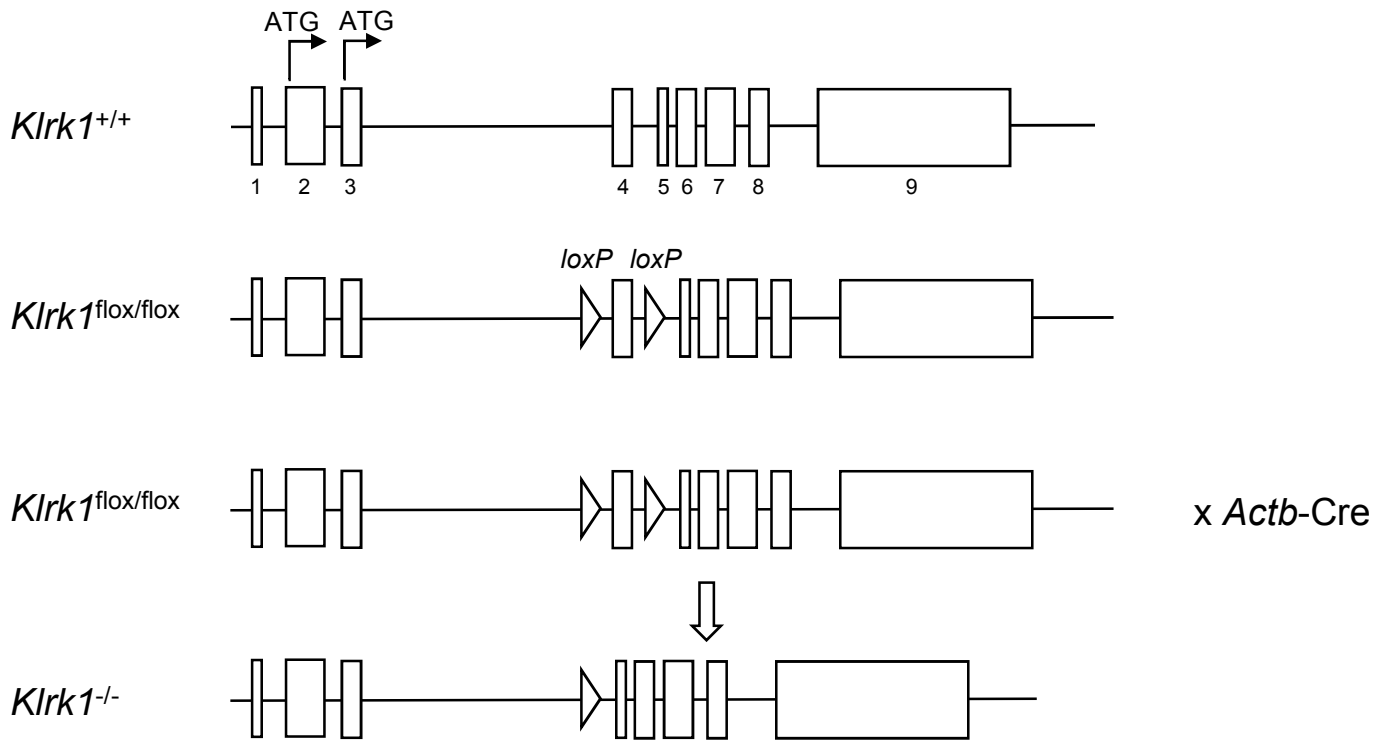 ATG ATG
Klrk1+/+
1 2 3 4 5 6 7 8 9
loxP loxP
Klrk1flox/flox
Klrk1flox/flox x Actb-Cre
Klrk1-/-